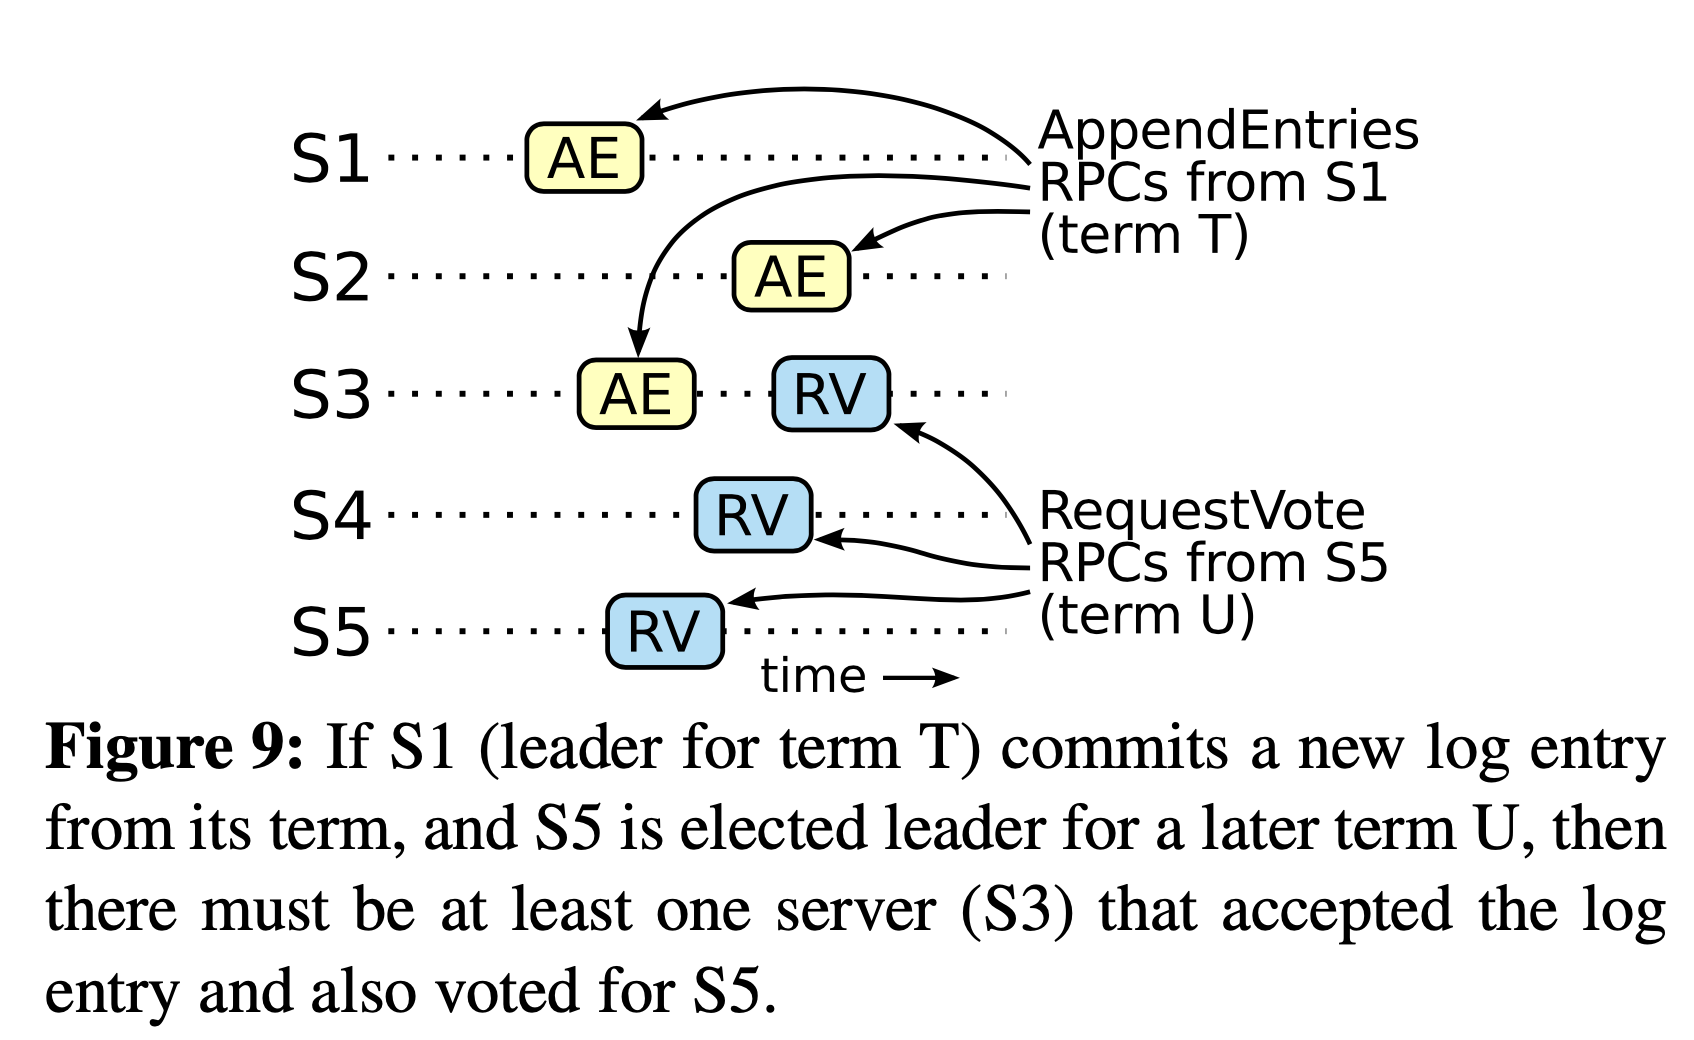 S1
AE
AppendEntries
RPCs from S1
(term T)
S2
AE
S3
AE
RV
S4
RV
RequestVote
RPCs from S5
(term U)
S5
RV
time
Figure 9: If S1 (leader for term T) commits a new log entry
from its term, and S5 is elected leader for a later term U, then
there must be at least one server (S3) that accepted the log
entry and also voted for S5.